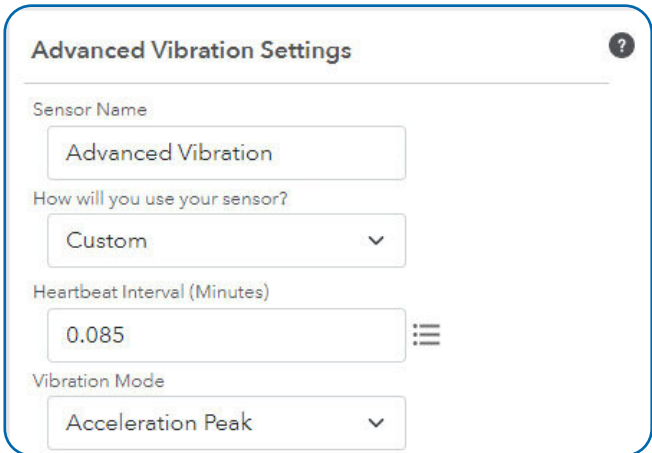 Advanced Vibration Settings ?
Sensor Name
Advanced Vibration
How will you use your sensor?
Custom
Heartbeat Interval (Minutes)
0.085
Vibration Mode
Acceleration Peak